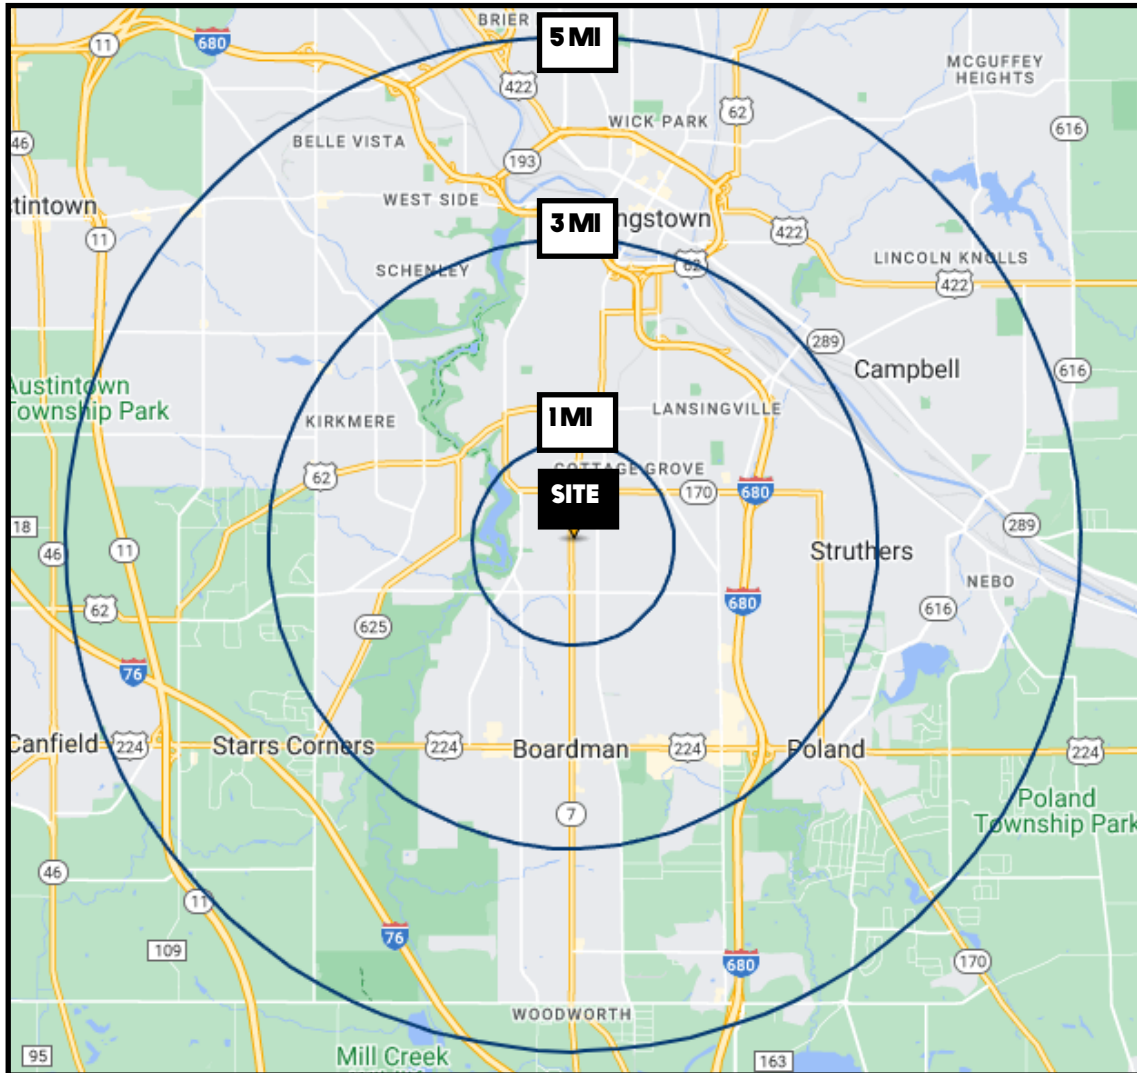 BRIER
5 MI
11
680
MCGUFFEY
HEIGHTS
422
62
WICK PARK
616
46
BELLE VISTA
193
WEST SIDE
stintown
3 MI
ngstown
11
422
62
SCHENLEY
LINCOLN KNOLLS
422
289
Campbell
616
Austintown
Township Park
1 MI
LANSINGVILLE
KIRKMERE
COTTAGE GROVE
62
SITE
170
680
18
289
46
11
Struthers
NEBO
62
680
616
625
76
Canfield
224
Starrs Corners
224
Boardman
224
Poland
224
7
Poland
Township Park
46
11
76
109
680
170
WOODWORTH
95
Mill Creek
163